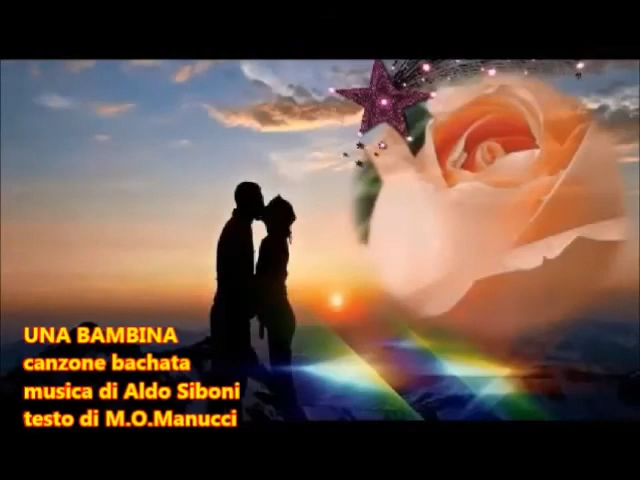 UNA BAMBINA
canzone bachata
musica di Aldo Siboni
testo di M.O.Manucci